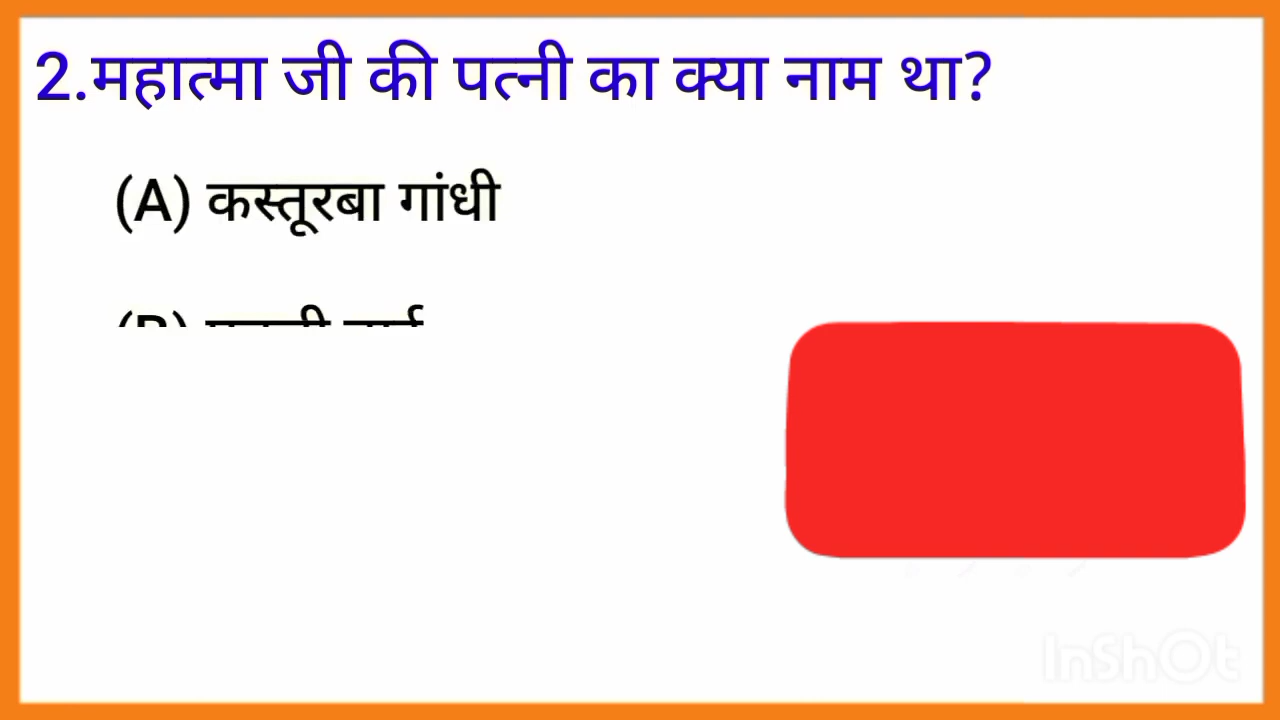 2.महात्मा जी की पत्नी का क्या नाम था?
(A) कस्तूरबा गांधी
(B)
InShOt